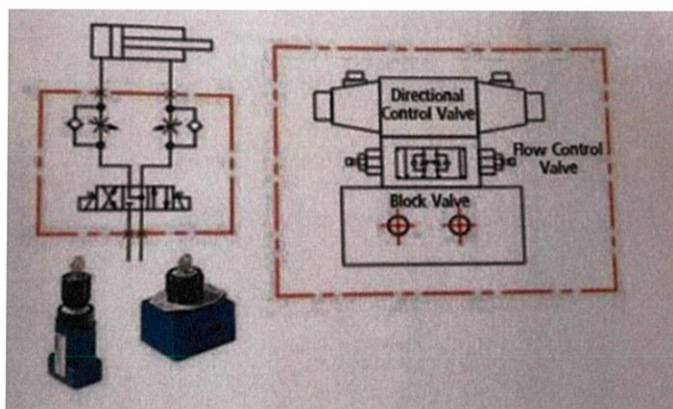 Directional
Control Valve
Flow Control
Valve
Block Valve